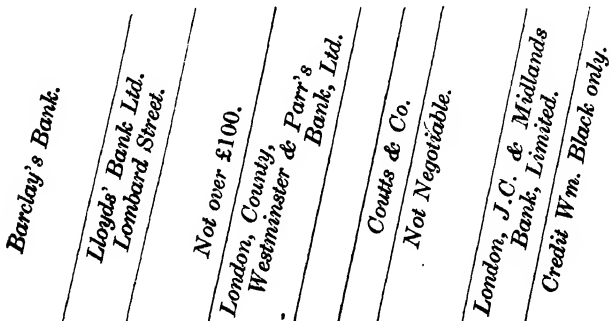 Barclay's Bank.
Lloyds' Bank Ltd.
Lombard Street.
Not over £100.
London, County,
Westminster & Parr's
Bank, Ltd.
Coutts & Co.
Not Negotiable.
London, J.C. & Midlands
Bank, Limited.
Credit Wm. Black only.